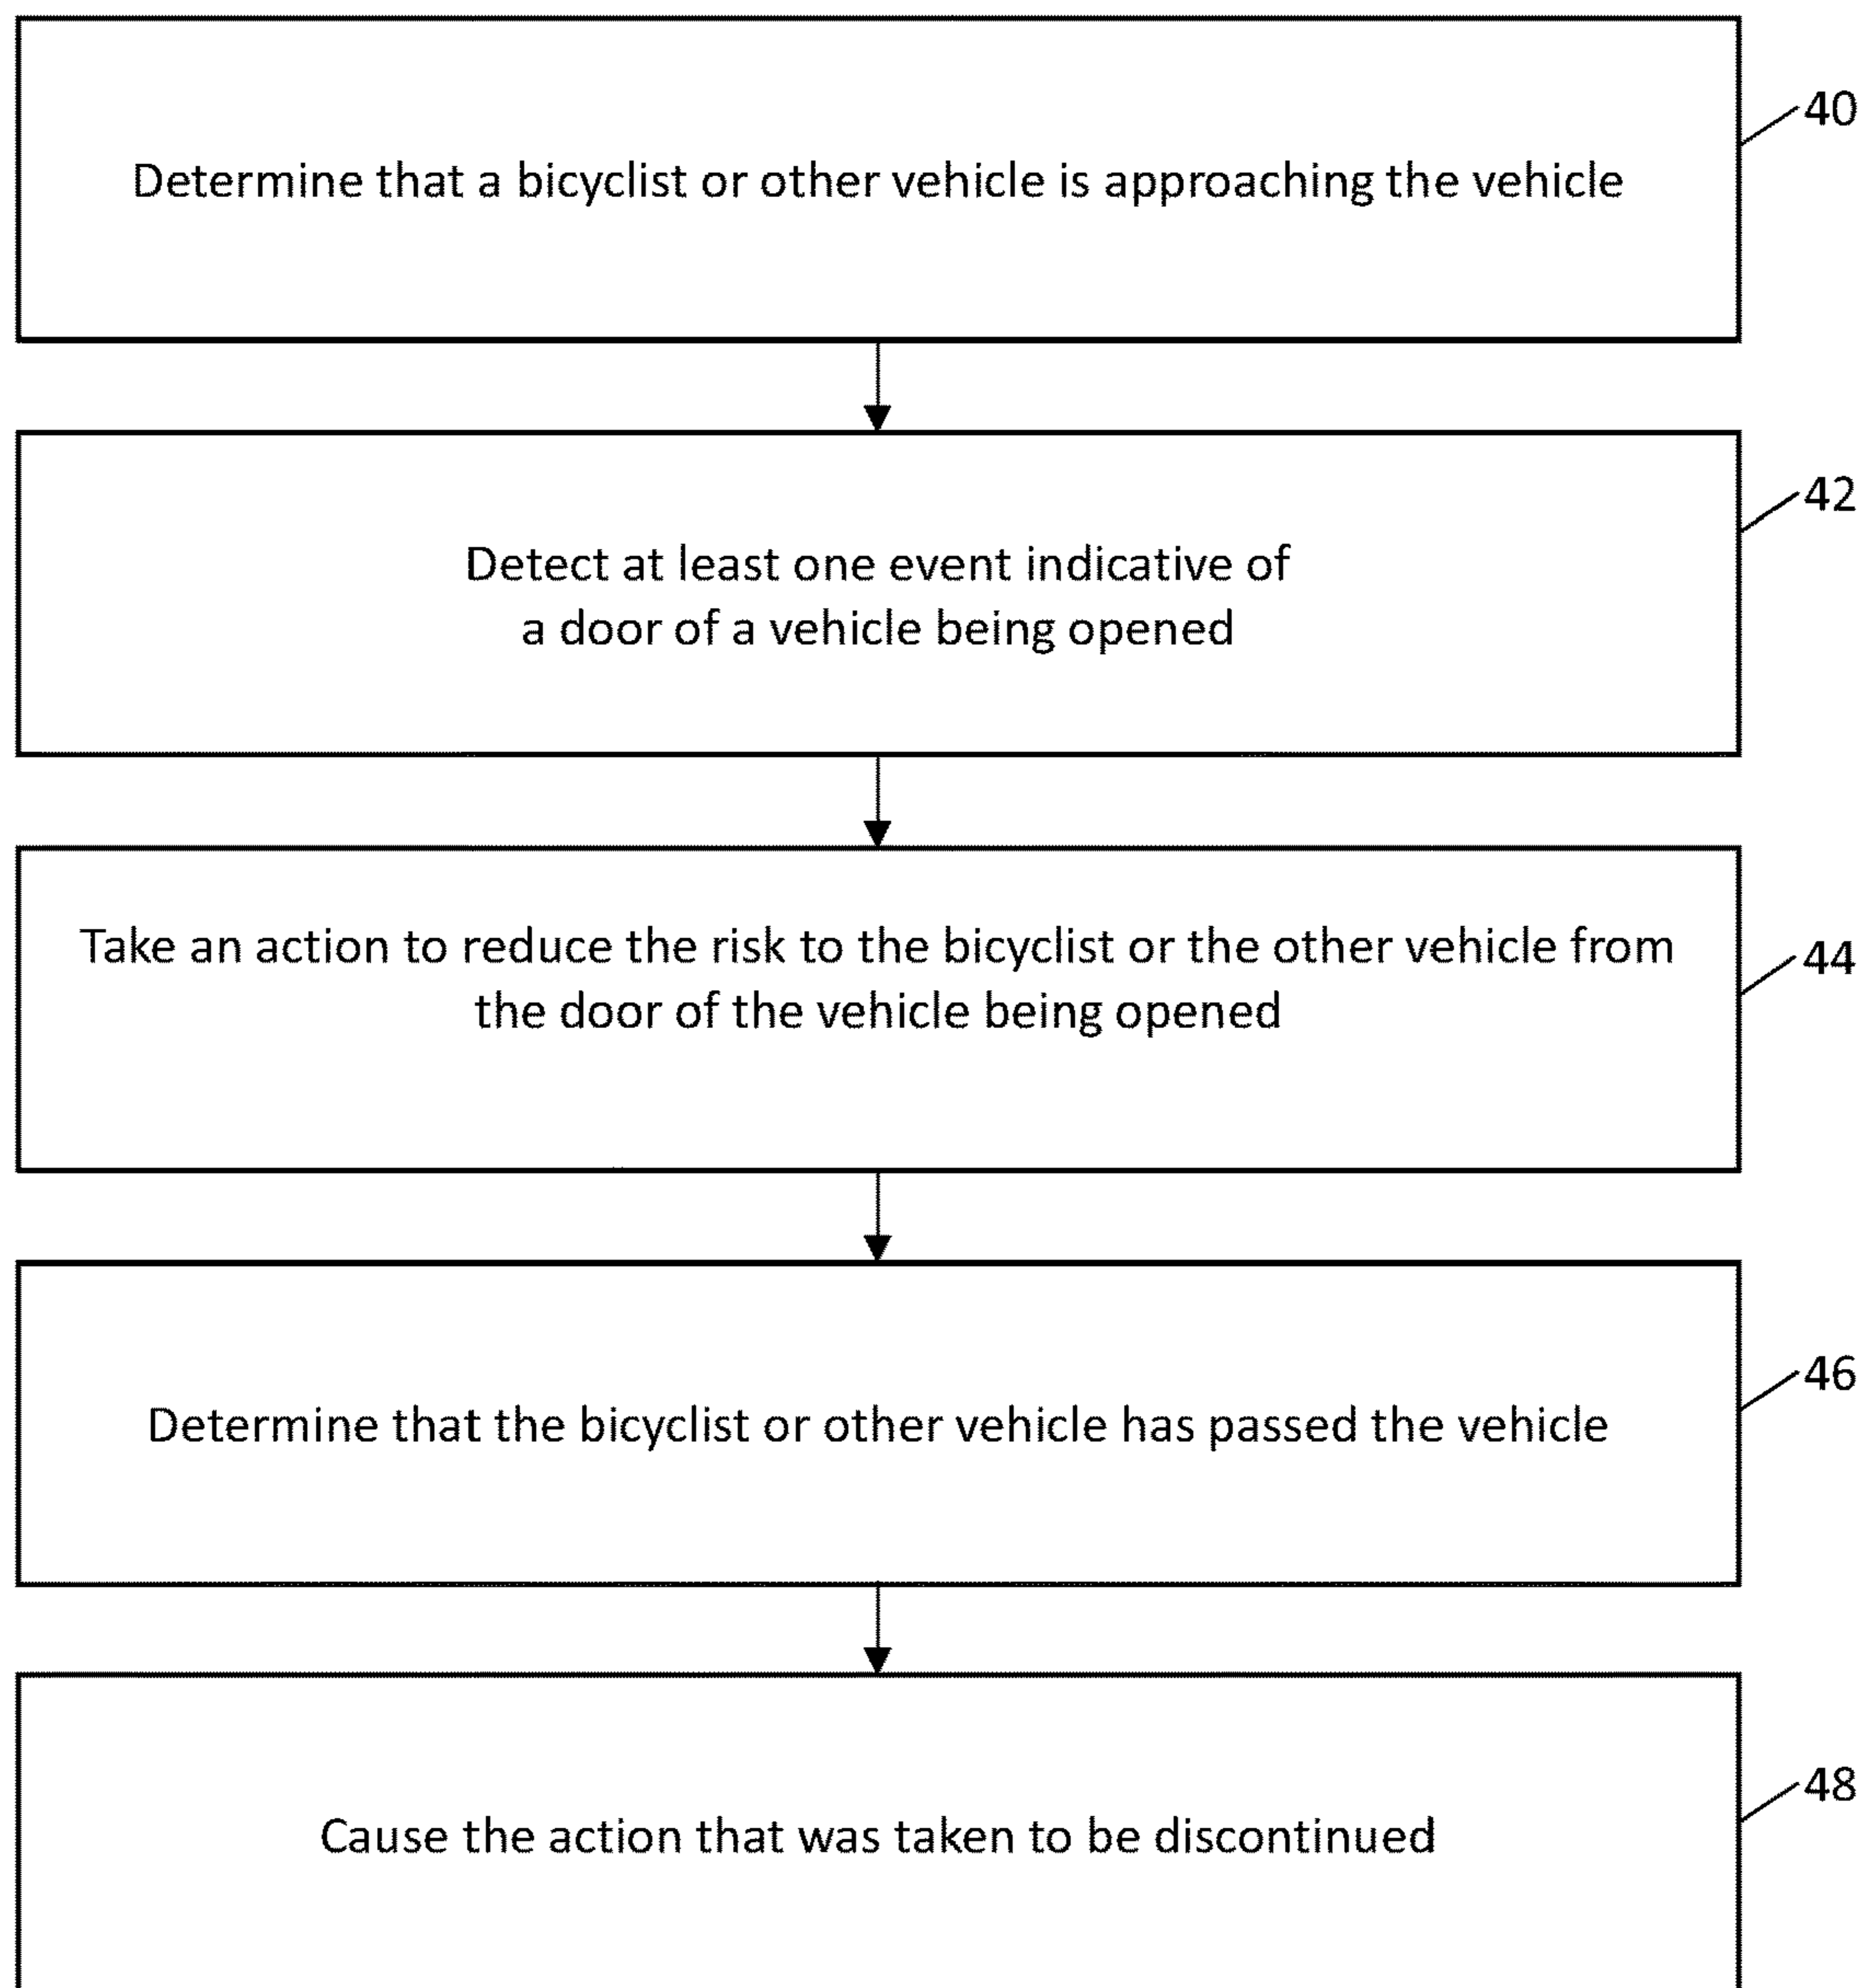 Determine that a bicyclist or other vehicle is approaching the vehicle
40
Detect at least one event indicative of
a door of a vehicle being opened
42
Take an action to reduce the risk to the bicyclist or the other vehicle from
the door of the vehicle being opened
44
Determine that the bicyclist or other vehicle has passed the vehicle
46
Cause the action that was taken to be discontinued
48